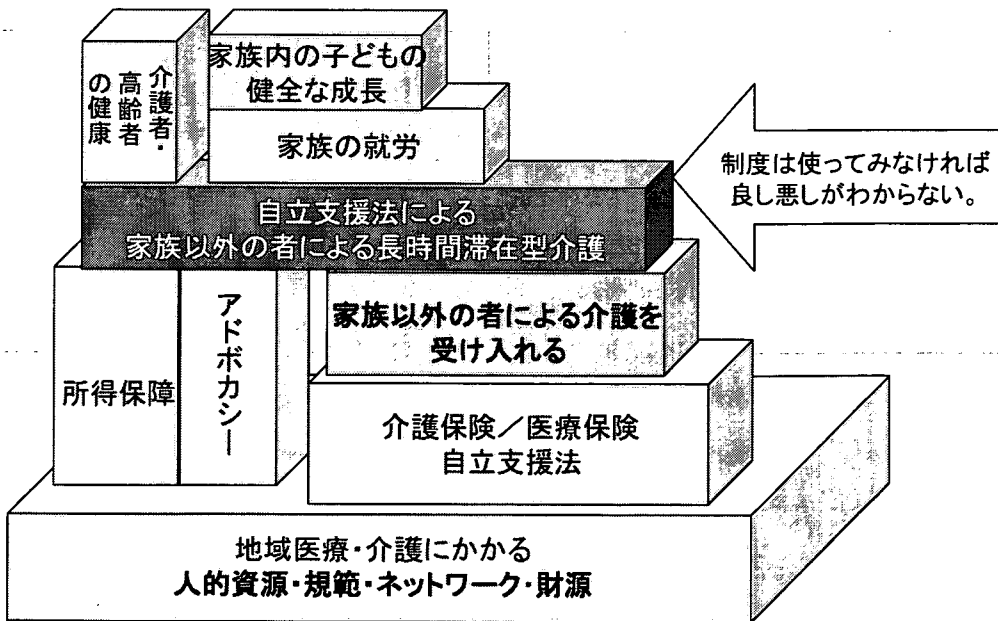 介護者・
高齢者
の健康
家族内の子どもの
健全な成長
家族の就労
制度は使ってみなければ
良し悪しがわからない。
自立支援法による
家族以外の者による長時間滞在型介護
所得保障
アドボカシー
家族以外の者による介護を
受け入れる
介護保険／医療保険
自立支援法
地域医療・介護にかかる
人的資源・規範・ネットワーク・財源